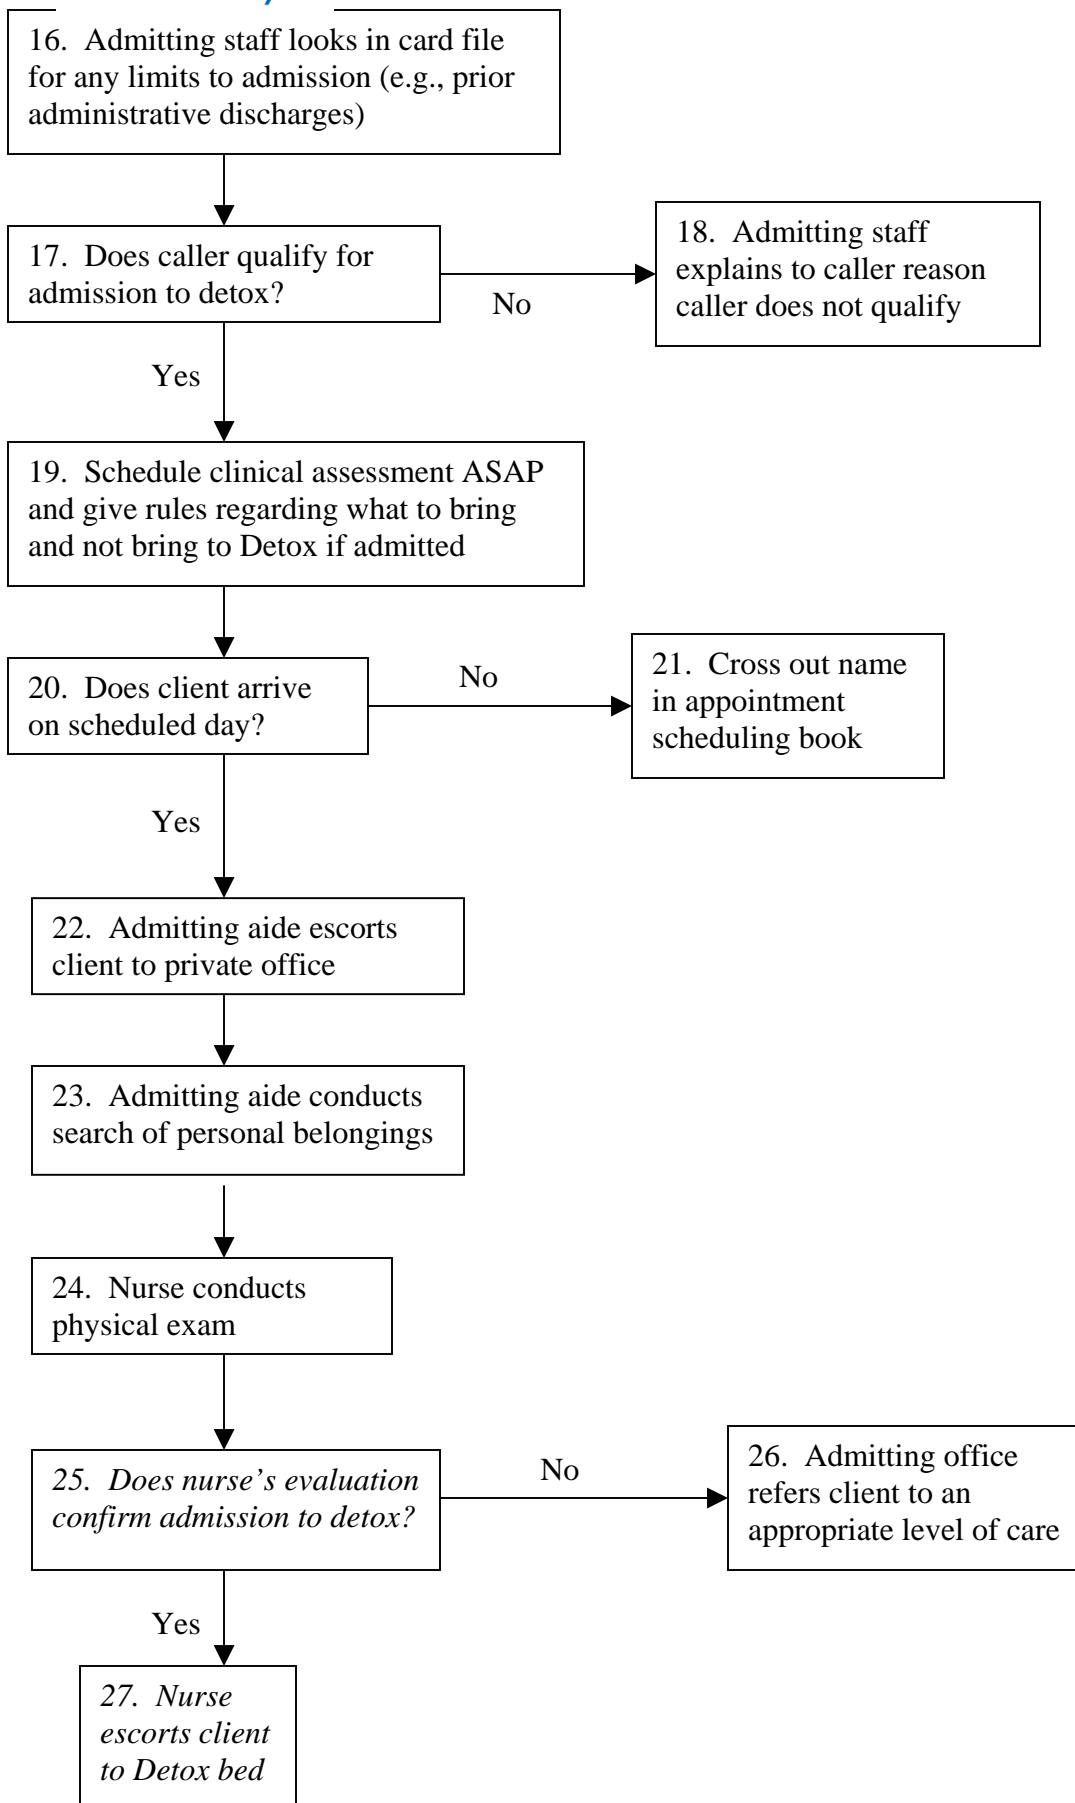 16. Admitting staff looks in card file
for any limits to admission (e.g., prior
administrative discharges)
17. Does caller qualify for
admission to detox?
No
18. Admitting staff
explains to caller reason
caller does not qualify
Yes
19. Schedule clinical assessment ASAP
and give rules regarding what to bring
and not bring to Detox if admitted
20. Does client arrive
on scheduled day?
No
21. Cross out name
in appointment
scheduling book
Yes
22. Admitting aide escorts
client to private office
23. Admitting aide conducts
search of personal belongings
24. Nurse conducts
physical exam
25. Does nurse’s evaluation
confirm admission to detox?
No
26. Admitting office
refers client to an
appropriate level of care
Yes
27. Nurse
escorts client
to Detox bed